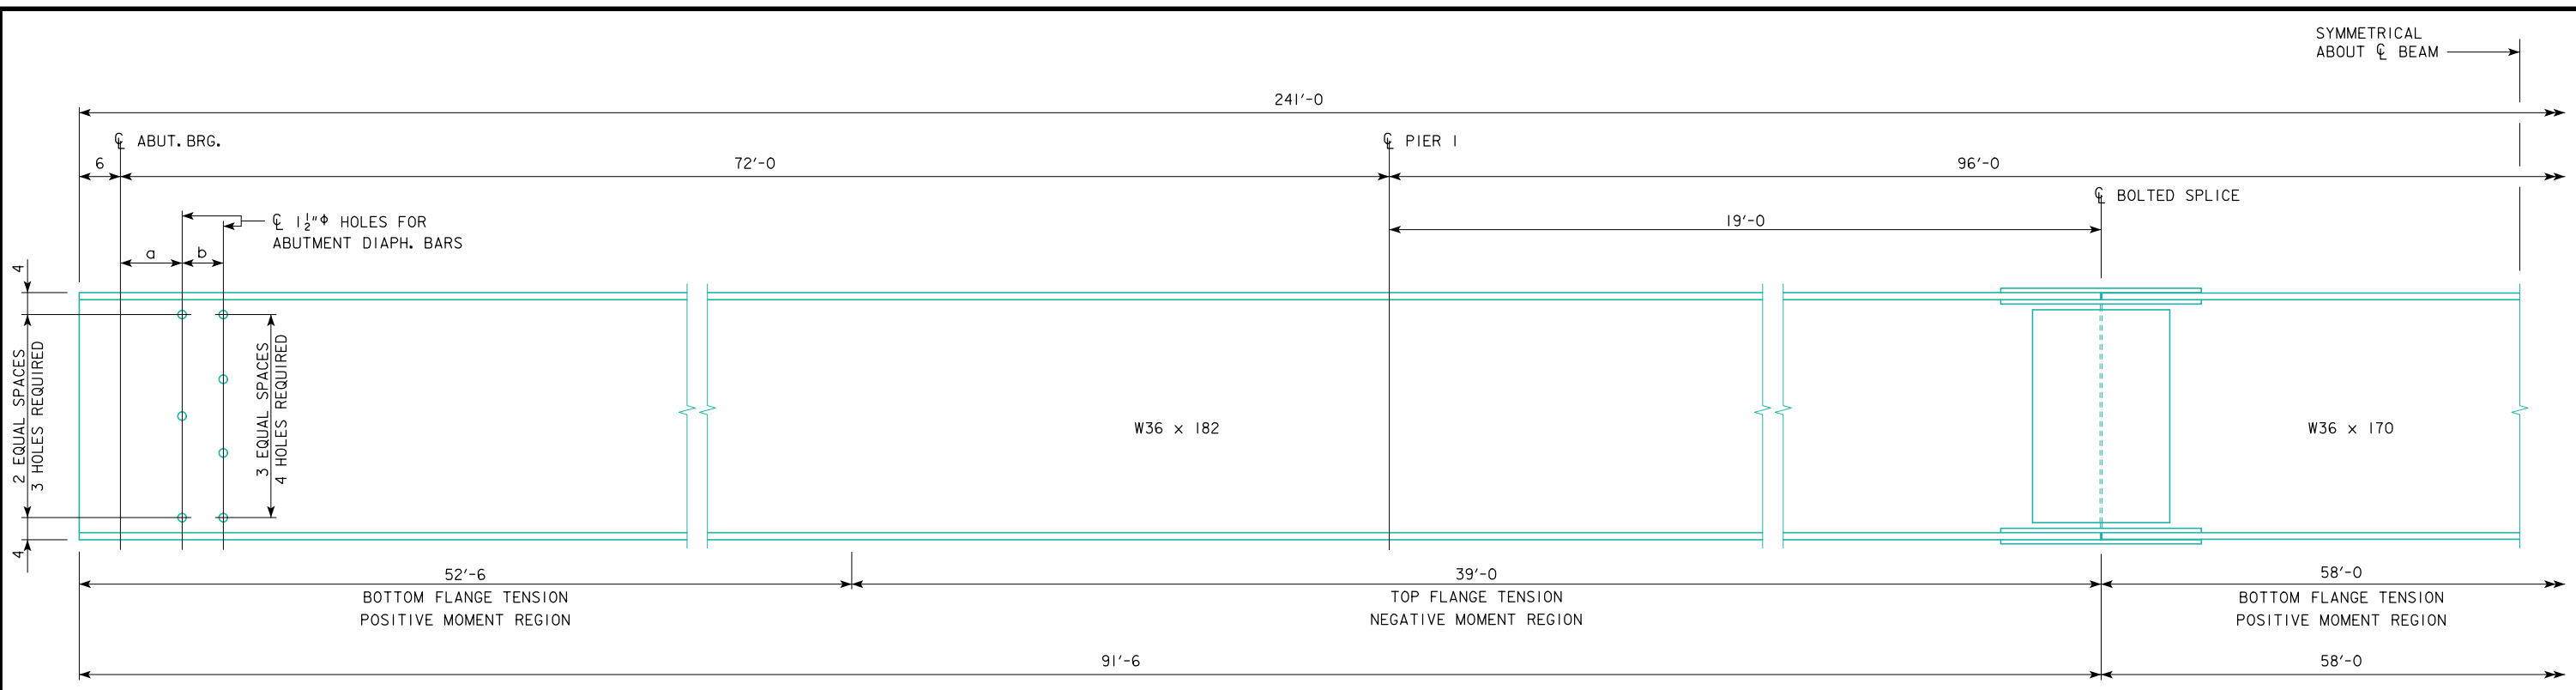 SYMMETRICAL
ABOUT ℄ BEAM
241'-0
℄ ABUT. BRG.
℄ PIER 1
6
72'-0
96'-0
℄ BOLTED SPLICE
℄ 1 1/2"ϕ HOLES FOR
ABUTMENT DIAPH. BARS
19'-0
a
b
4
2 EQUAL SPACES
3 HOLES REQUIRED
3 EQUAL SPACES
4 HOLES REQUIRED
W36 x 182
W36 x 170
4
52'-6
BOTTOM FLANGE TENSION
POSITIVE MOMENT REGION
39'-0
TOP FLANGE TENSION
NEGATIVE MOMENT REGION
58'-0
BOTTOM FLANGE TENSION
POSITIVE MOMENT REGION
91'-6
58'-0